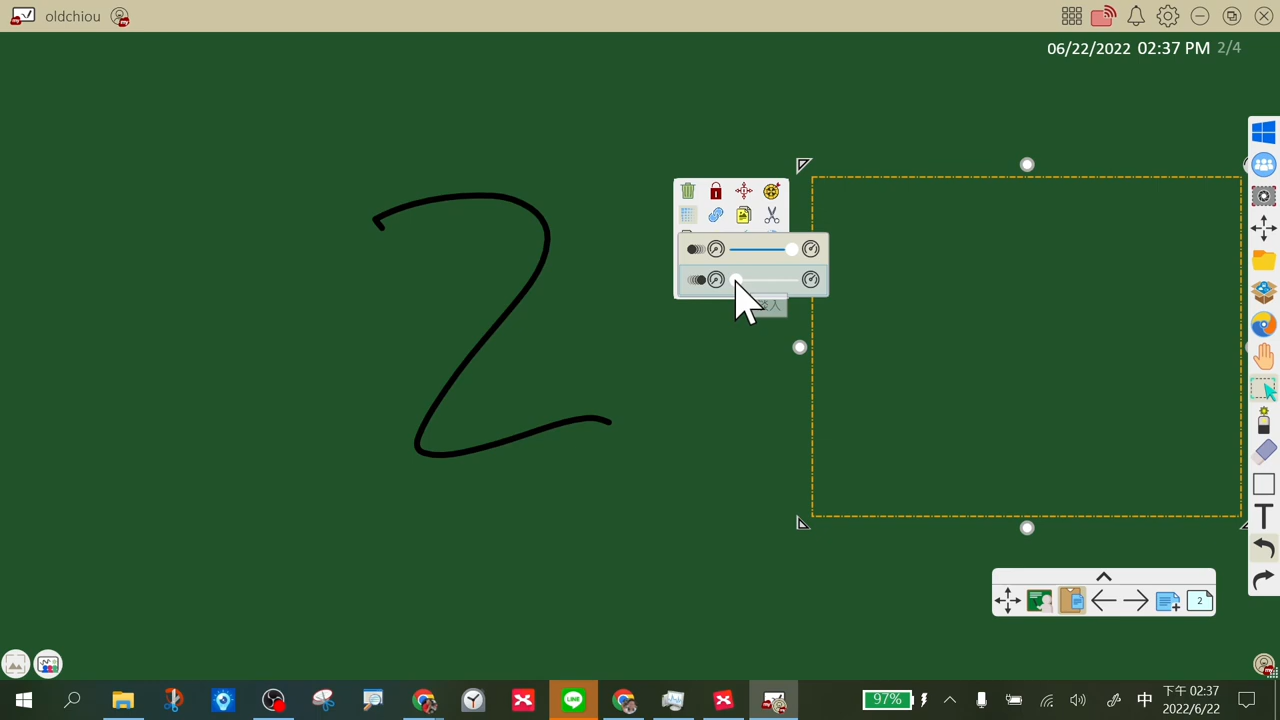 oldchiou
06/22/2022 02:37 PM 2/4
2
2
97%
中
下午 02:37
2022/6/22
LINE
T